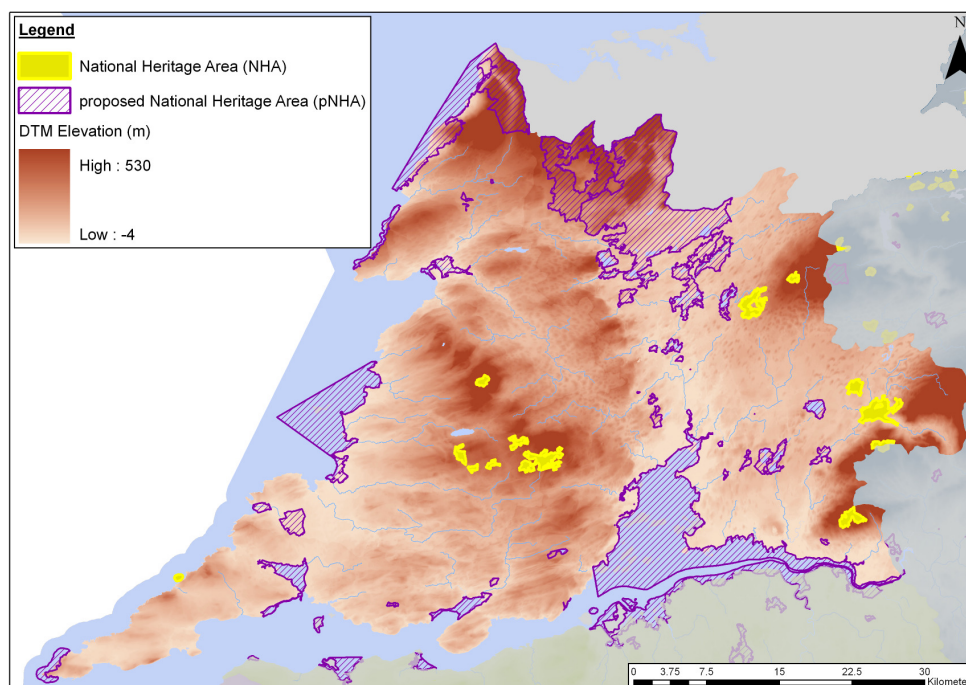 Legend
National Heritage Area (NHA)
proposed National Heritage Area (pNHA)
DTM Elevation (m)
High : 530
Low : -4
N
0 3.75 7.5 15 22.5 30
Kilomete